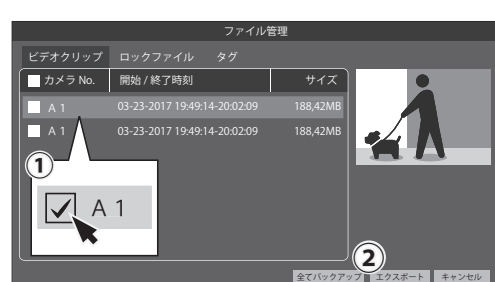 ファイル管理
ビデオクリップ ロックファイル タグ
カメラ No. 開始 / 終了時刻 サイズ
A 1 03-23-2017 19:49:14-20:02:09 188,42MB
A 1 03-23-2017 19:49:14-20:02:09 188,42MB
①
A 1
②
全てバックアップ エクスポート キャンセル